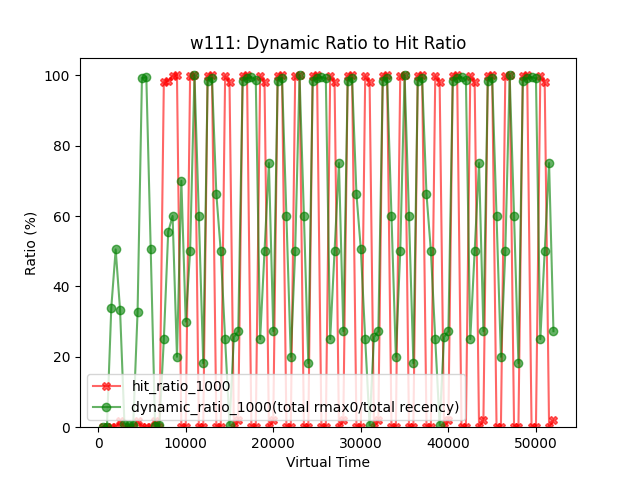 w111: Dynamic Ratio to Hit Ratio
100
80
60
40
20
0
Ratio (%)
hit_ratio_1000
dynamic_ratio_1000(total rmax0/total recency)
0
10000
20000
30000
40000
50000
Virtual Time